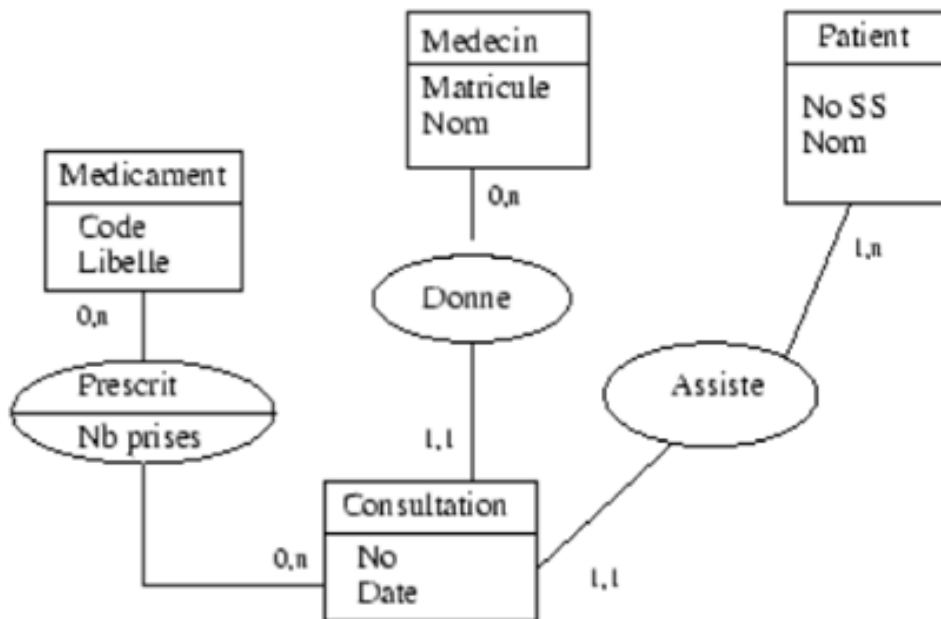 Medecin
Matricule
Nom
0,n
Patient
No SS
Nom
1,n
Medicament
Code
Libelle
0,n
Donne
Prescrit
Nb prises
Assiste
1,1
Consultation
No
Date
0,n
1,1